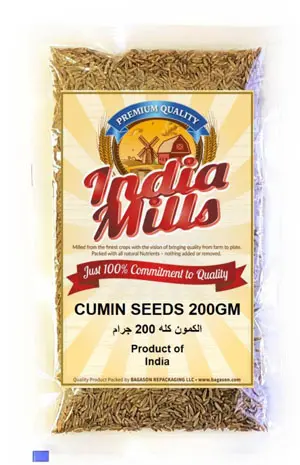 PREMIUM QUALITY
India
Mills
Milled from the finest crops with the vision of bringing quality from farm to plate.
Packed with all natural Nutrients – nothing added or removed.
Just 100% Commitment to Quality
CUMIN SEEDS 200GM
الكمون كله 200 جرام
Product of
India
Quality Product Packed by BAGASON REPACKAGING LLC • www.bagason.com